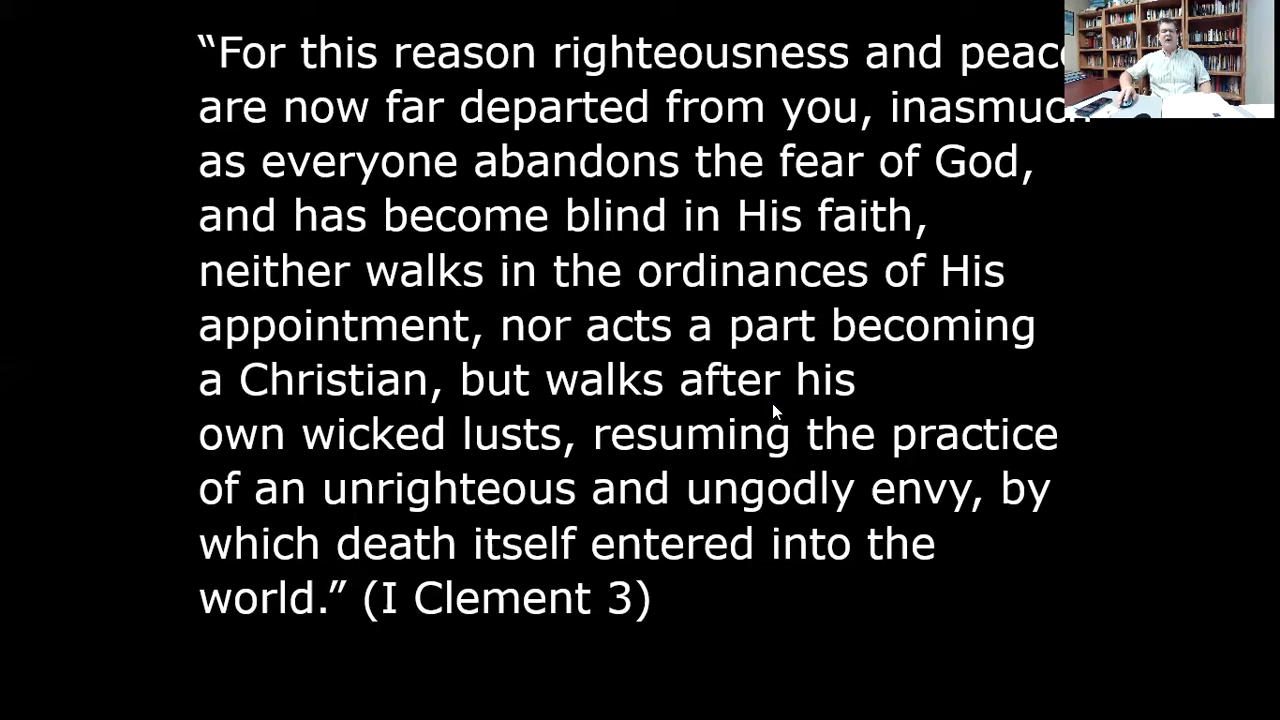 “For this reason righteousness and peace
are now far departed from you, inasmuch
as everyone abandons the fear of God,
and has become blind in His faith,
neither walks in the ordinances of His
appointment, nor acts a part becoming
a Christian, but walks after his
own wicked lusts, resuming the practice
of an unrighteous and ungodly envy, by
which death itself entered into the
world.” (I Clement 3)